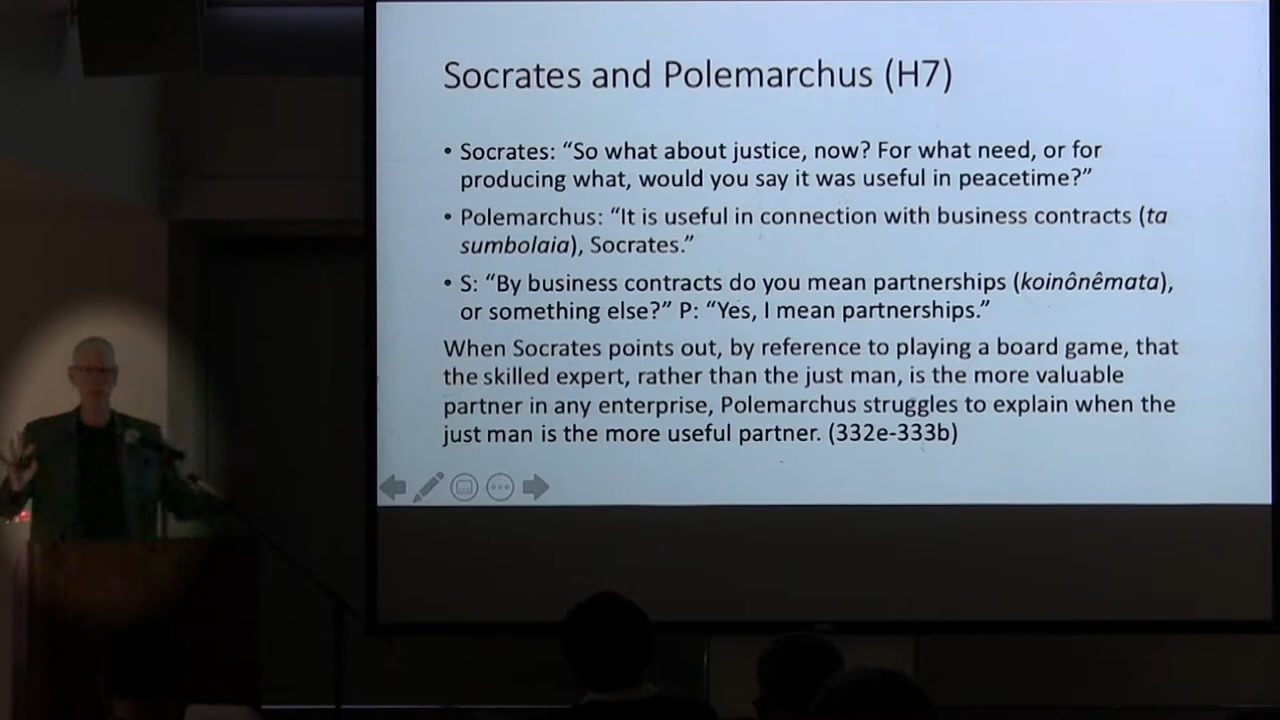 Socrates and Polemarchus (H7)
• Socrates: “So what about justice, now? For what need, or for
producing what, would you say it was useful in peacetime?”
• Polemarchus: “It is useful in connection with business contracts (ta
sumbolaia), Socrates.”
• S: “By business contracts do you mean partnerships (koinônêmata),
or something else?” P: “Yes, I mean partnerships.”
When Socrates points out, by reference to playing a board game, that
the skilled expert, rather than the just man, is the more valuable
partner in any enterprise, Polemarchus struggles to explain when the
just man is the more useful partner. (332e-333b)